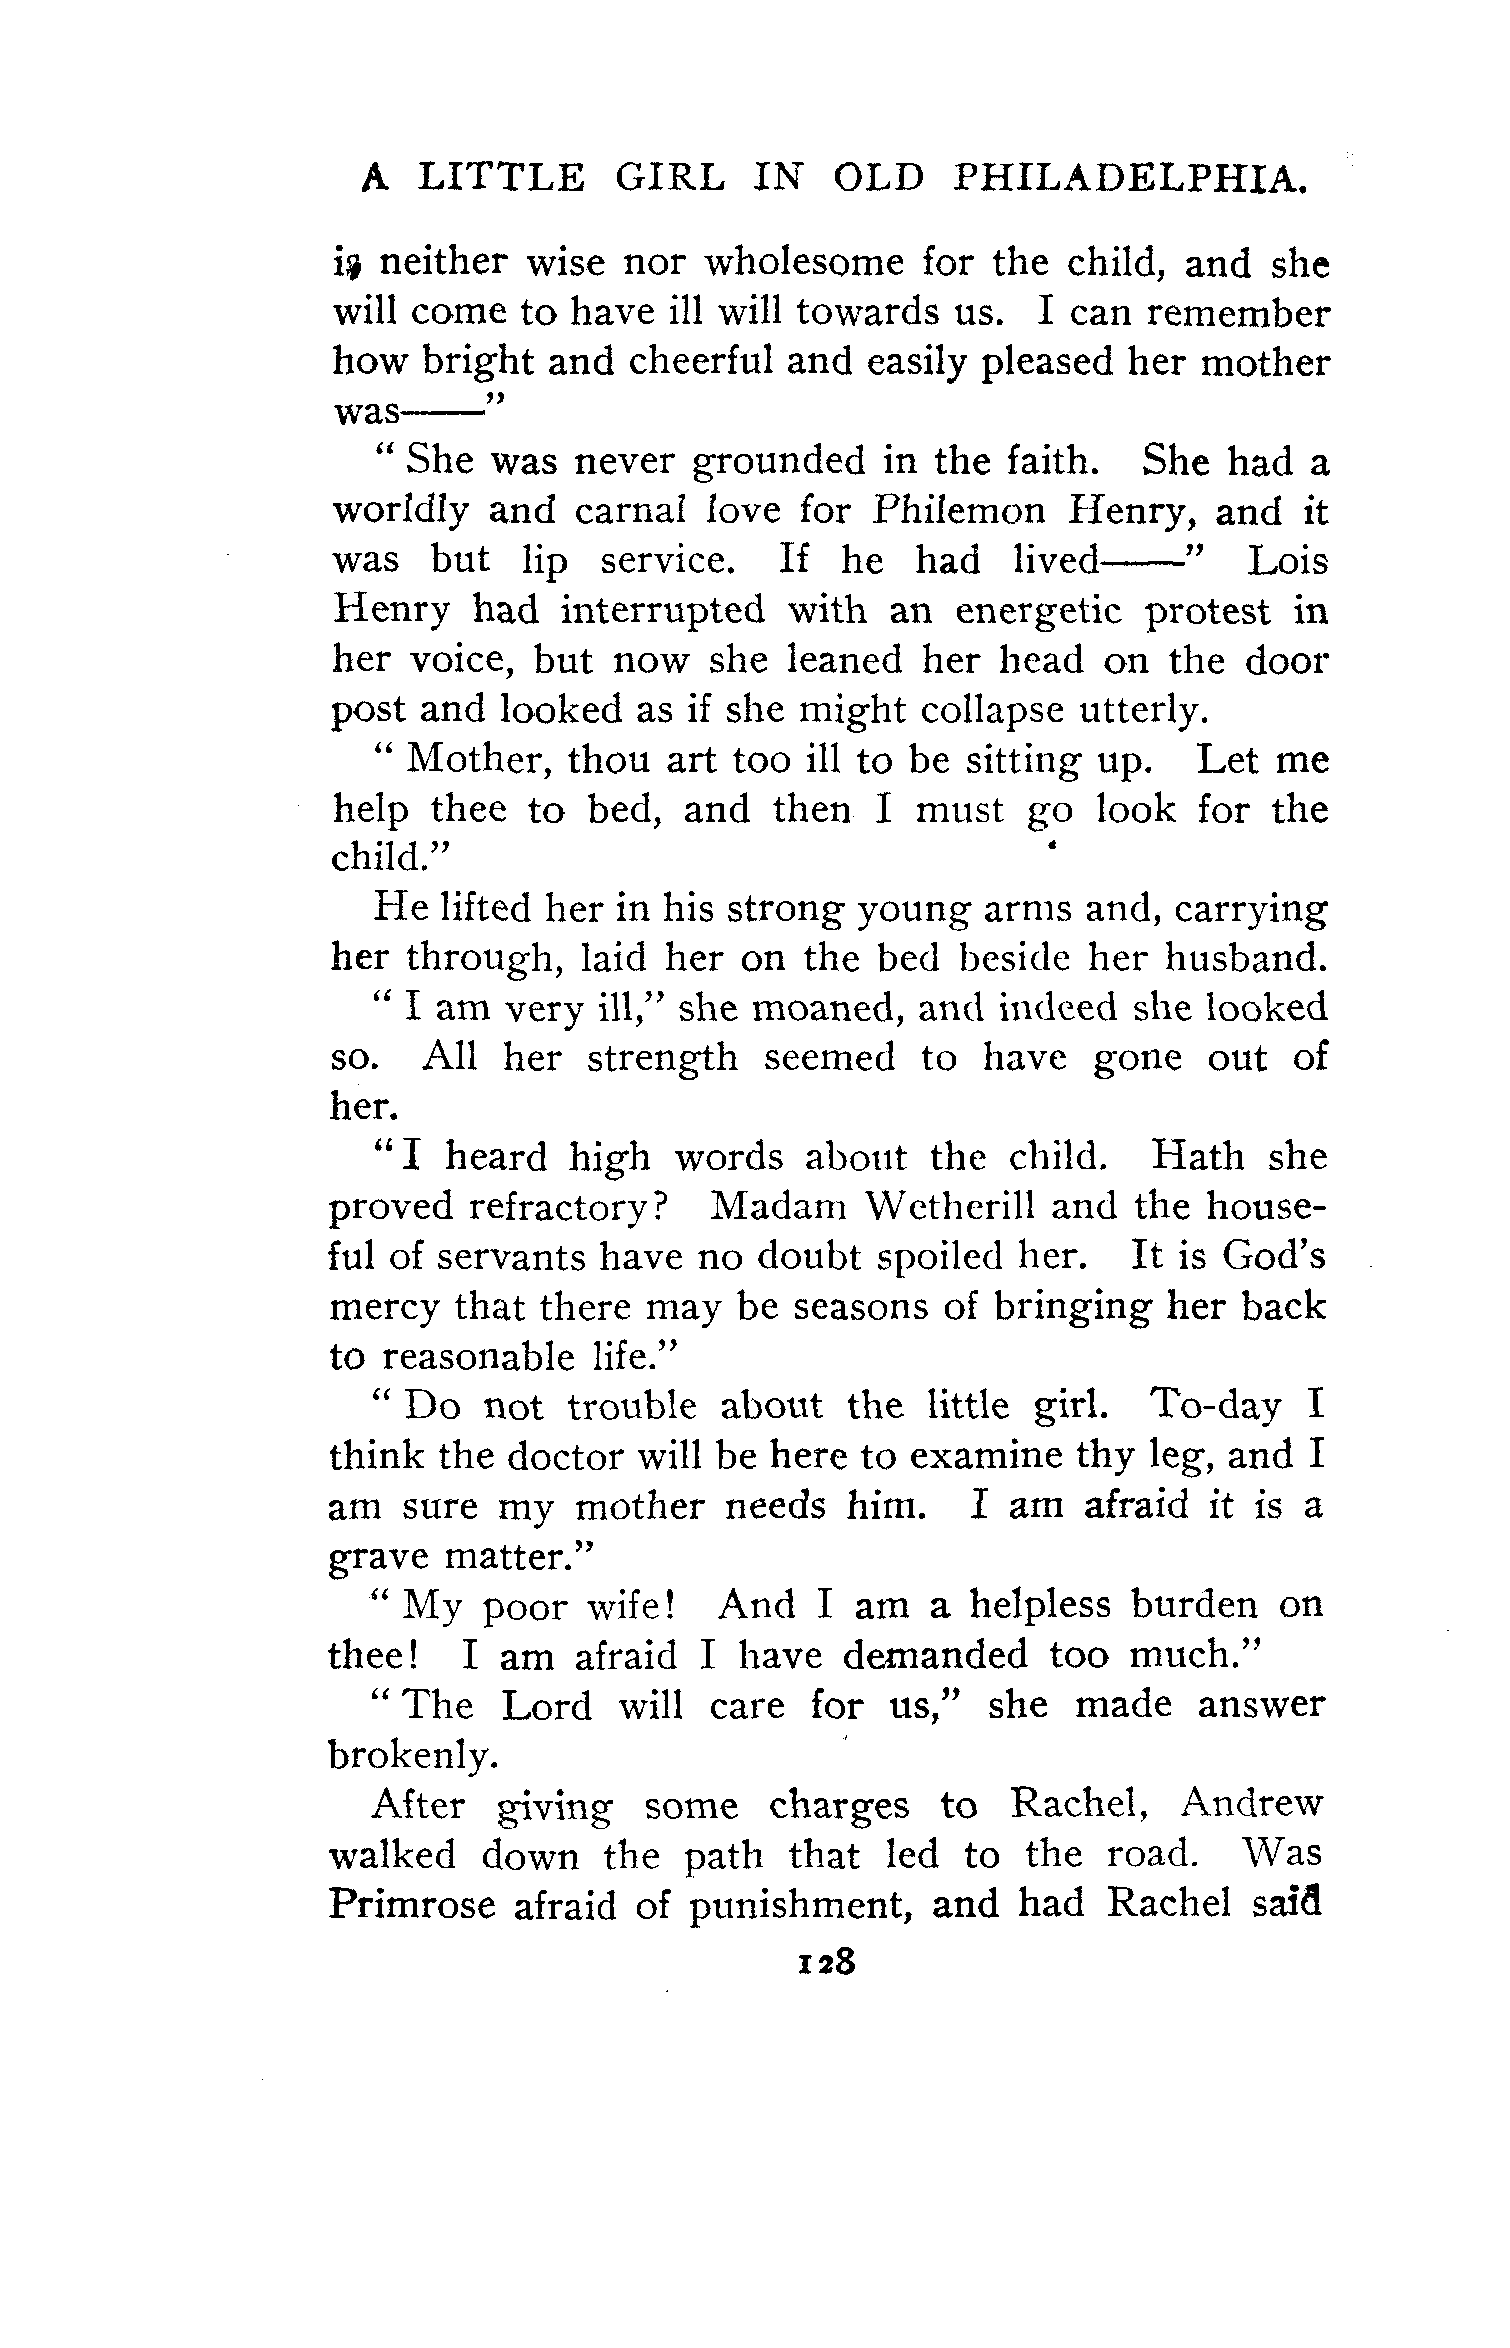 A LITTLE GIRL IN OLD PHILADELPHIA.
is neither wise nor wholesome for the child, and she
will come to have ill will towards us. I can remember
how bright and cheerful and easily pleased her mother
was——"
" She was never grounded in the faith. She had a
worldly and carnal love for Philemon Henry, and it
was but lip service. If he had lived——" Lois
Henry had interrupted with an energetic protest in
her voice, but now she leaned her head on the door
post and looked as if she might collapse utterly.
" Mother, thou art too ill to be sitting up. Let me
help thee to bed, and then I must go look for the
child."
He lifted her in his strong young arms and, carrying
her through, laid her on the bed beside her husband.
" I am very ill," she moaned, and indeed she looked
so. All her strength seemed to have gone out of
her.
" I heard high words about the child. Hath she
proved refractory? Madam Wetherill and the house-
ful of servants have no doubt spoiled her. It is God's
mercy that there may be seasons of bringing her back
to reasonable life."
" Do not trouble about the little girl. To-day I
think the doctor will be here to examine thy leg, and I
am sure my mother needs him. I am afraid it is a
grave matter."
" My poor wife! And I am a helpless burden on
thee! I am afraid I have demanded too much."
" The Lord will care for us," she made answer
brokenly.
After giving some charges to Rachel, Andrew
walked down the path that led to the road. Was
Primrose afraid of punishment, and had Rachel said
128